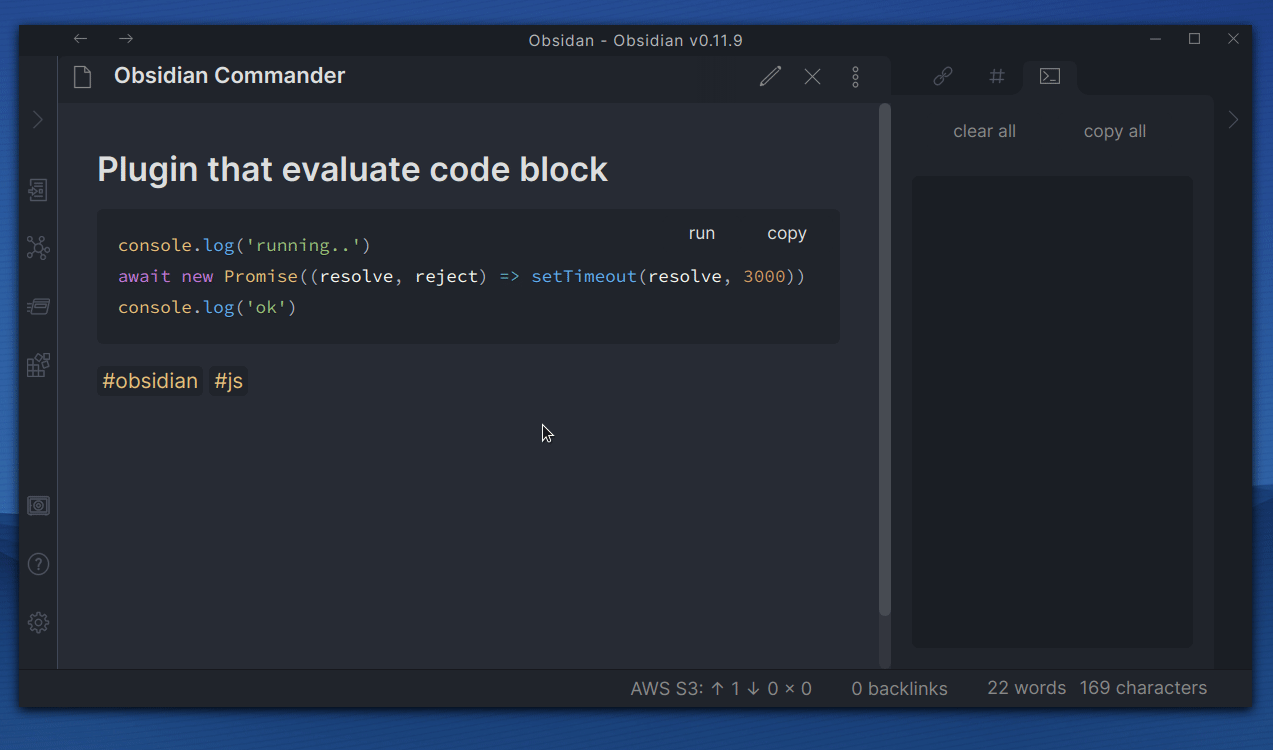 Obsidan - Obsidian v0.11.9
Obsidian Commander
clear all copy all
Plugin that evaluate code block
run copy
console.log('running..')
await new Promise((resolve, reject) => setTimeout(resolve, 3000))
console.log('ok')
#obsidian #js
AWS S3: ↑ 1 ↓ 0 × 0 0 backlinks 22 words 169 characters